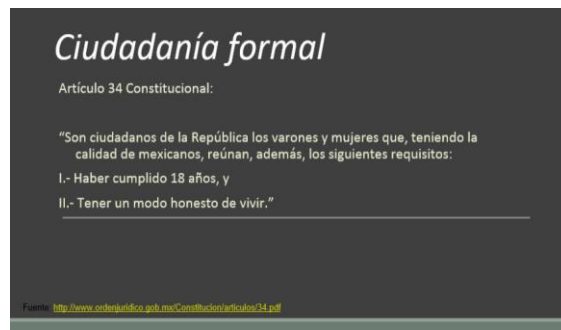 Ciudadanía formal
Artículo 34 Constitucional:
“Son ciudadanos de la República los varones y mujeres que, teniendo la
calidad de mexicanos, reúnan, además, los siguientes requisitos:
I.- Haber cumplido 18 años, y
II.- Tener un modo honesto de vivir.”
Fuente: http://www.ordenjuridico.gob.mx/Constitucion/articulos/34.pdf